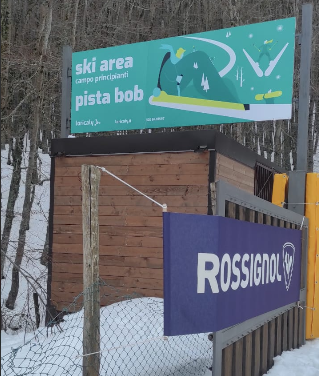 ski area
campo principianti
pista bob
ROSSIGNOL